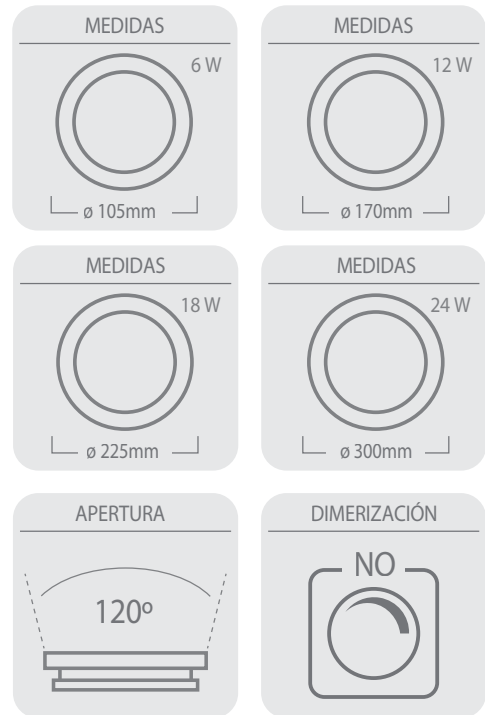 MEDIDAS
6 W
ø 105mm
MEDIDAS
12 W
ø 170mm
MEDIDAS
18 W
ø 225mm
MEDIDAS
24 W
ø 300mm
APERTURA
120º
DIMERIZACIÓN
NO